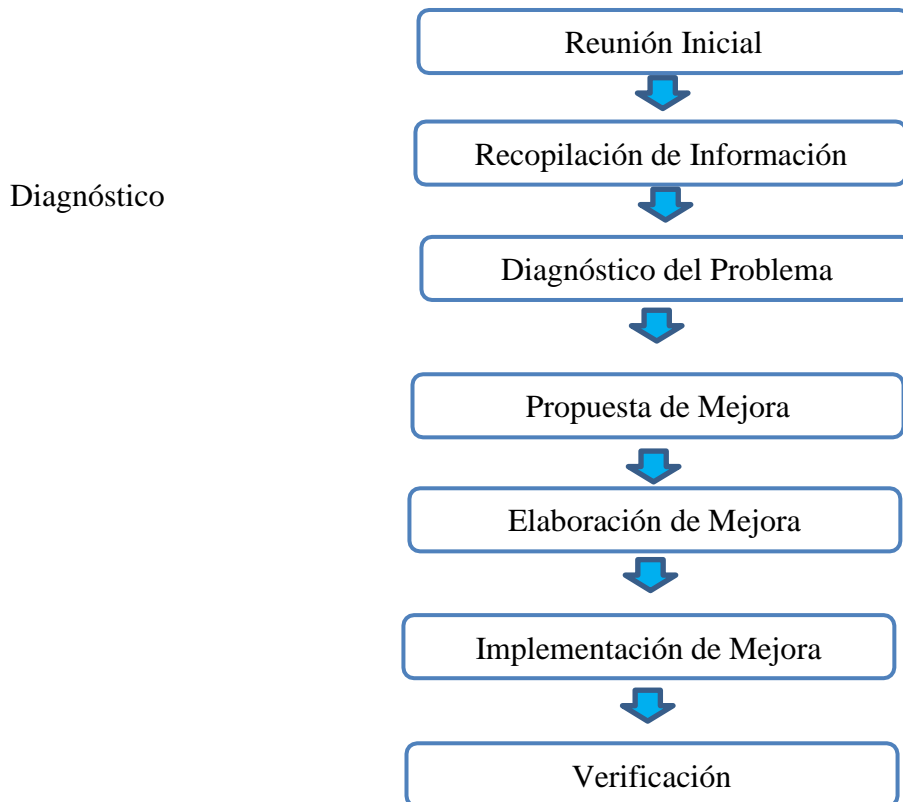 Reunión Inicial
Recopilación de Información
Diagnóstico
Diagnóstico del Problema
Propuesta de Mejora
Elaboración de Mejora
Implementación de Mejora
Verificación